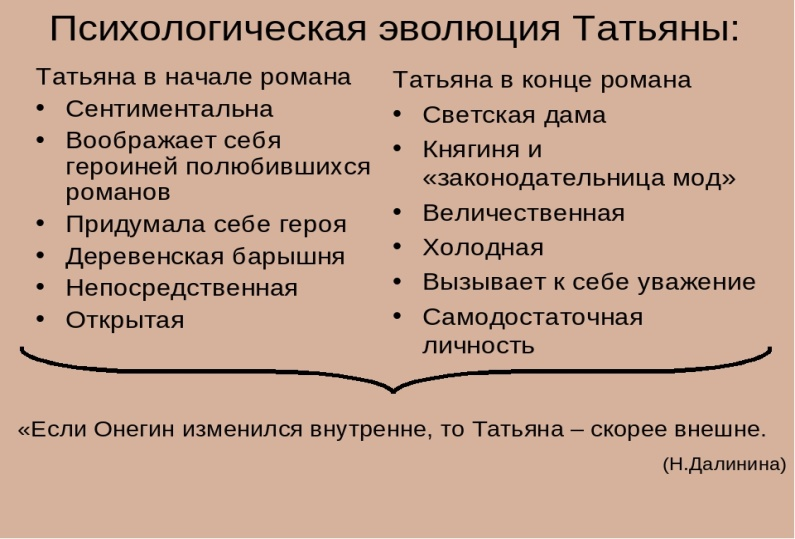 Психологическая эволюция Татьяны:
Татьяна в начале романа
• Сентиментальна
• Воображает себя
героиней полюбившихся
романов
• Придумала себе героя
• Деревенская барышня
• Непосредственная
• Открытая
Татьяна в конце романа
• Светская дама
• Княгиня и
«законодательница мод»
• Величественная
• Холодная
• Вызывает к себе уважение
• Самодостаточная
личность
«Если Онегин изменился внутренне, то Татьяна – скорее внешне.
(Н.Далинина)